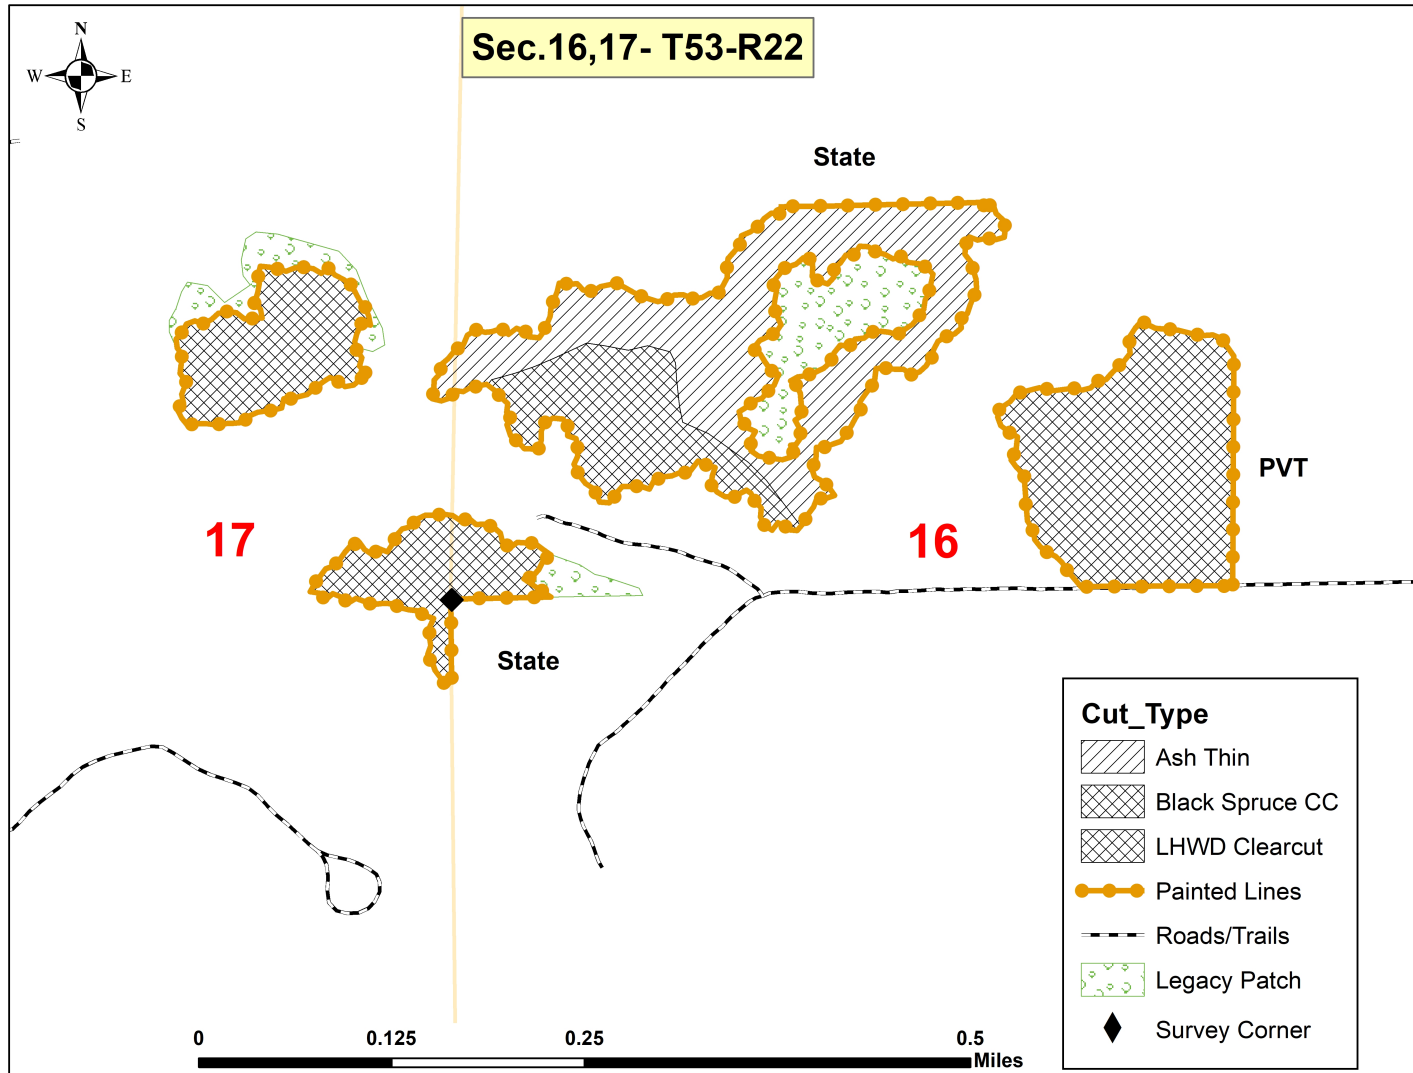 Sec.16,17- T53-R22
N
W E
S
State
PVT
17
16
State
Cut_Type
Ash Thin
Black Spruce CC
LHWD Clearcut
Painted Lines
Roads/Trails
Legacy Patch
Survey Corner
0 0.125 0.25 0.5
Miles